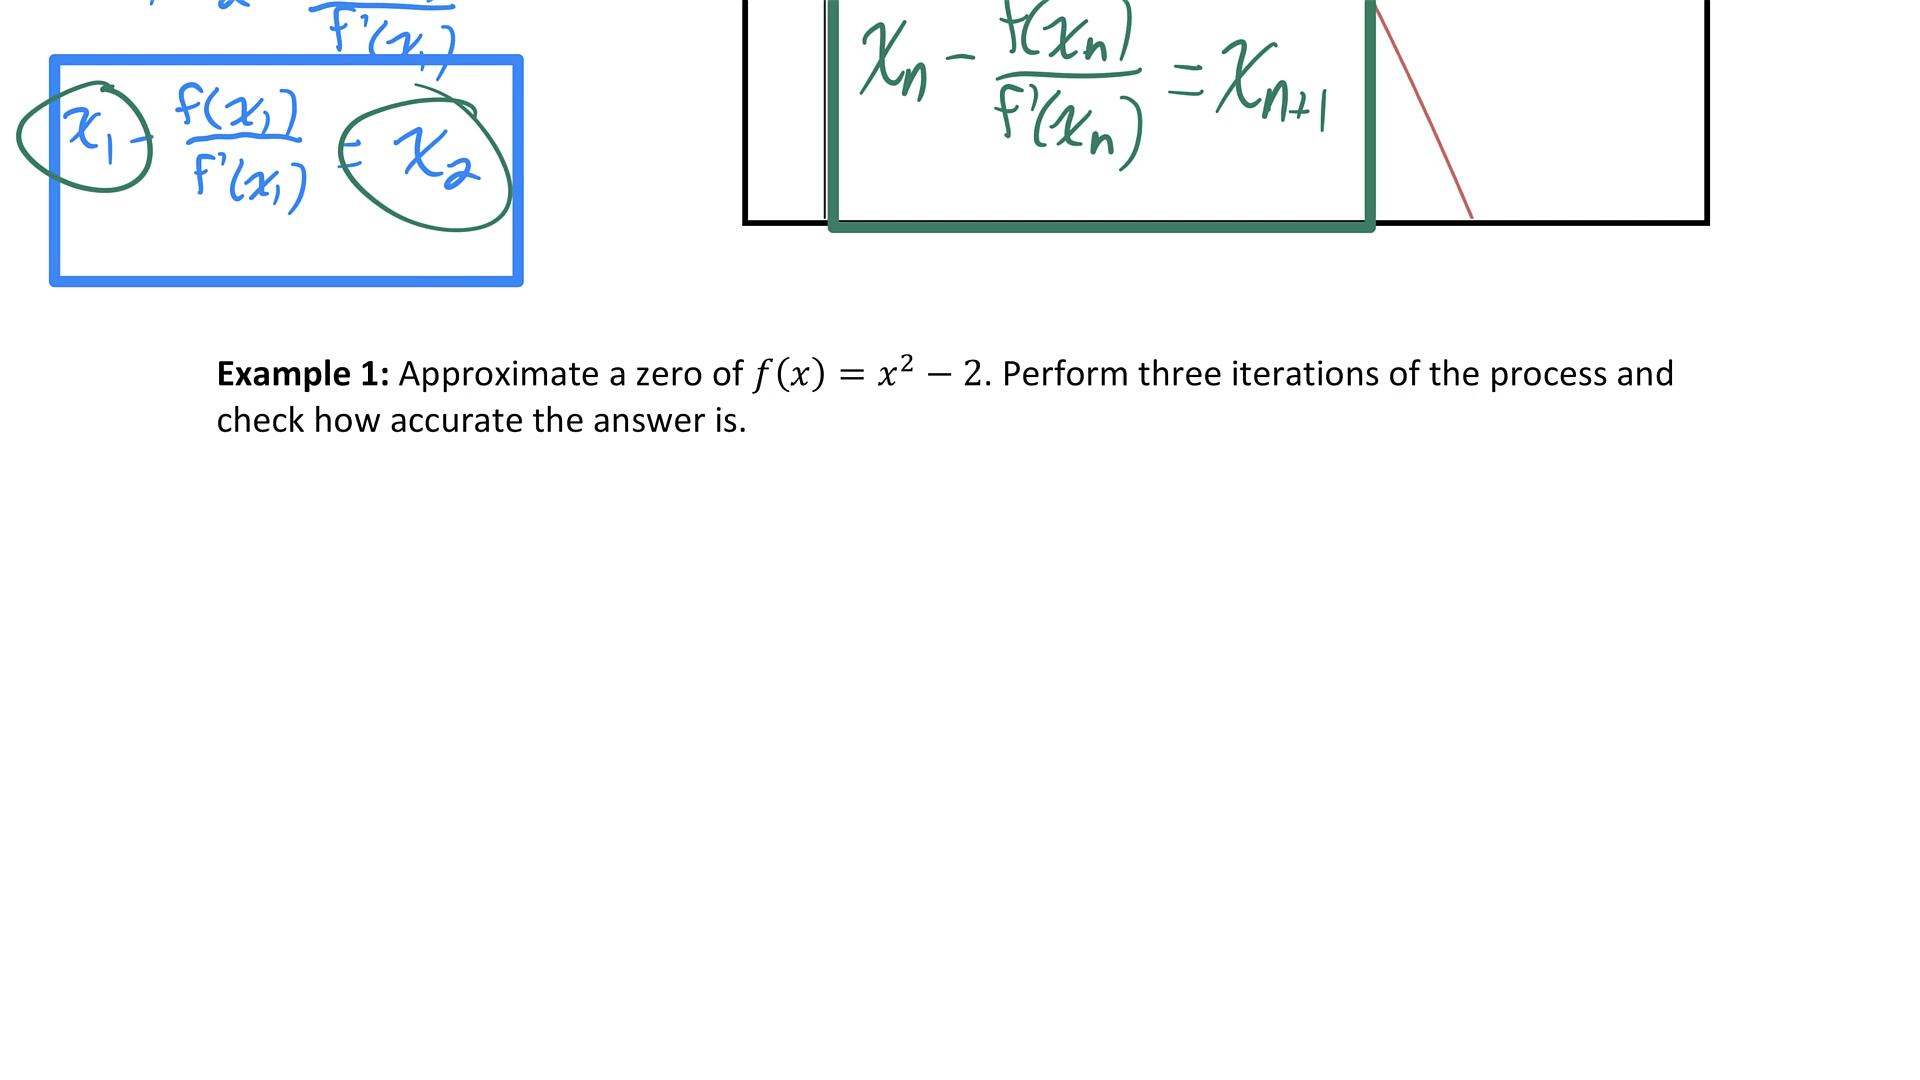 f'(x₁)
x₁ - f(x₁)/f'(x₁) = x₂
xₙ - f(xₙ)/f'(xₙ) = xₙ₊₁
Example 1: Approximate a zero of f(x) = x² − 2. Perform three iterations of the process and
check how accurate the answer is.